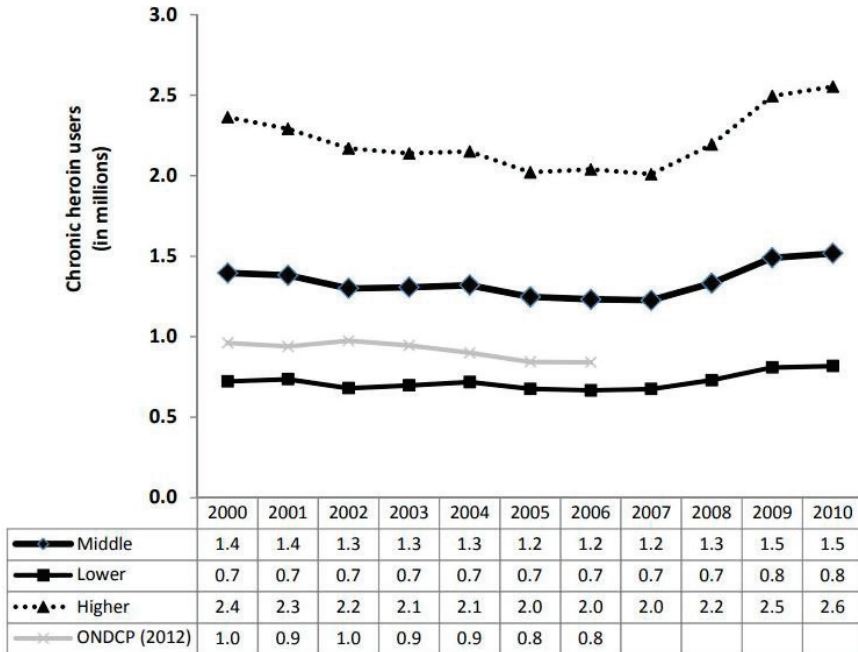 3.0
2.5
2.0
1.5
1.0
0.5
0.0
Chronic heroin users
(in millions)
2000 2001 2002 2003 2004 2005 2006 2007 2008 2009 2010
Middle 1.4 1.4 1.3 1.3 1.3 1.2 1.2 1.2 1.3 1.5 1.5
Lower 0.7 0.7 0.7 0.7 0.7 0.7 0.7 0.7 0.7 0.8 0.8
Higher 2.4 2.3 2.2 2.1 2.1 2.0 2.0 2.0 2.2 2.5 2.6
ONDCP (2012) 1.0 0.9 1.0 0.9 0.9 0.8 0.8